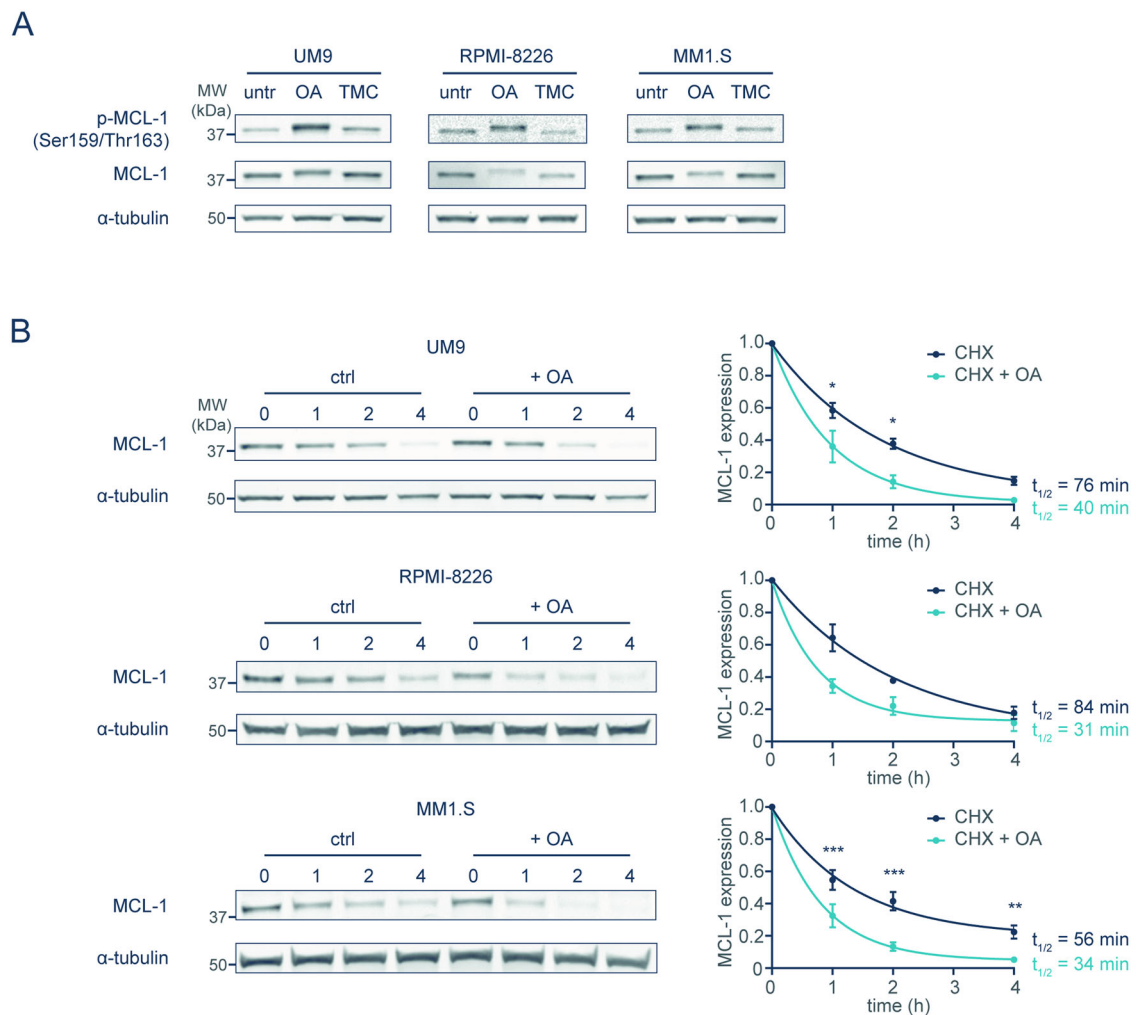 A
UM9 RPMI-8226 MM1.S
MW (kDa) untr OA TMC untr OA TMC untr OA TMC
p-MCL-1 (Ser159/Thr163) 37
MCL-1 37
α-tubulin 50
B
UM9
ctrl + OA
MW (kDa) 0 1 2 4 0 1 2 4
MCL-1 37
α-tubulin 50
1.0
0.8
0.6
0.4
0.2
0
MCL-1 expression
CHX
CHX + OA
*
*
t1/2 = 76 min
t1/2 = 40 min
0 1 2 3 4
time (h)
RPMI-8226
ctrl + OA
0 1 2 4 0 1 2 4
MCL-1 37
α-tubulin 50
1.0
0.8
0.6
0.4
0.2
0
MCL-1 expression
CHX
CHX + OA
t1/2 = 84 min
t1/2 = 31 min
0 1 2 3 4
time (h)
MM1.S
ctrl + OA
0 1 2 4 0 1 2 4
MCL-1 37
α-tubulin 50
1.0
0.8
0.6
0.4
0.2
0
MCL-1 expression
CHX
CHX + OA
***
***
**
t1/2 = 56 min
t1/2 = 34 min
0 1 2 3 4
time (h)